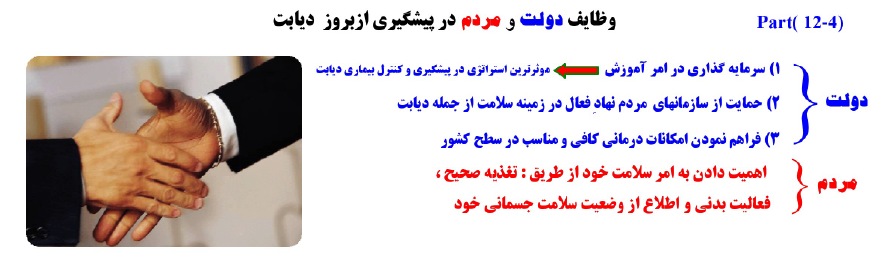 وظایف دولت و مردم در پیشگیری ازبروز دیابت
Part( 12-4)
دولت
۱) سرمایه گذاری در امر آموزش موثرترین استراتژی در پیشگیری و کنترل بیماری دیابت
۲) حمایت از سازمانهای مردم نهادِ فعال در زمینه سلامت از جمله دیابت
۳) فراهم نمودن امکانات درمانی کافی و مناسب در سطح کشور
مردم
اهمیت دادن به امر سلامت خود از طریق : تغذیه صحیح ،
فعالیت بدنی و اطلاع از وضعیت سلامت جسمانی خود